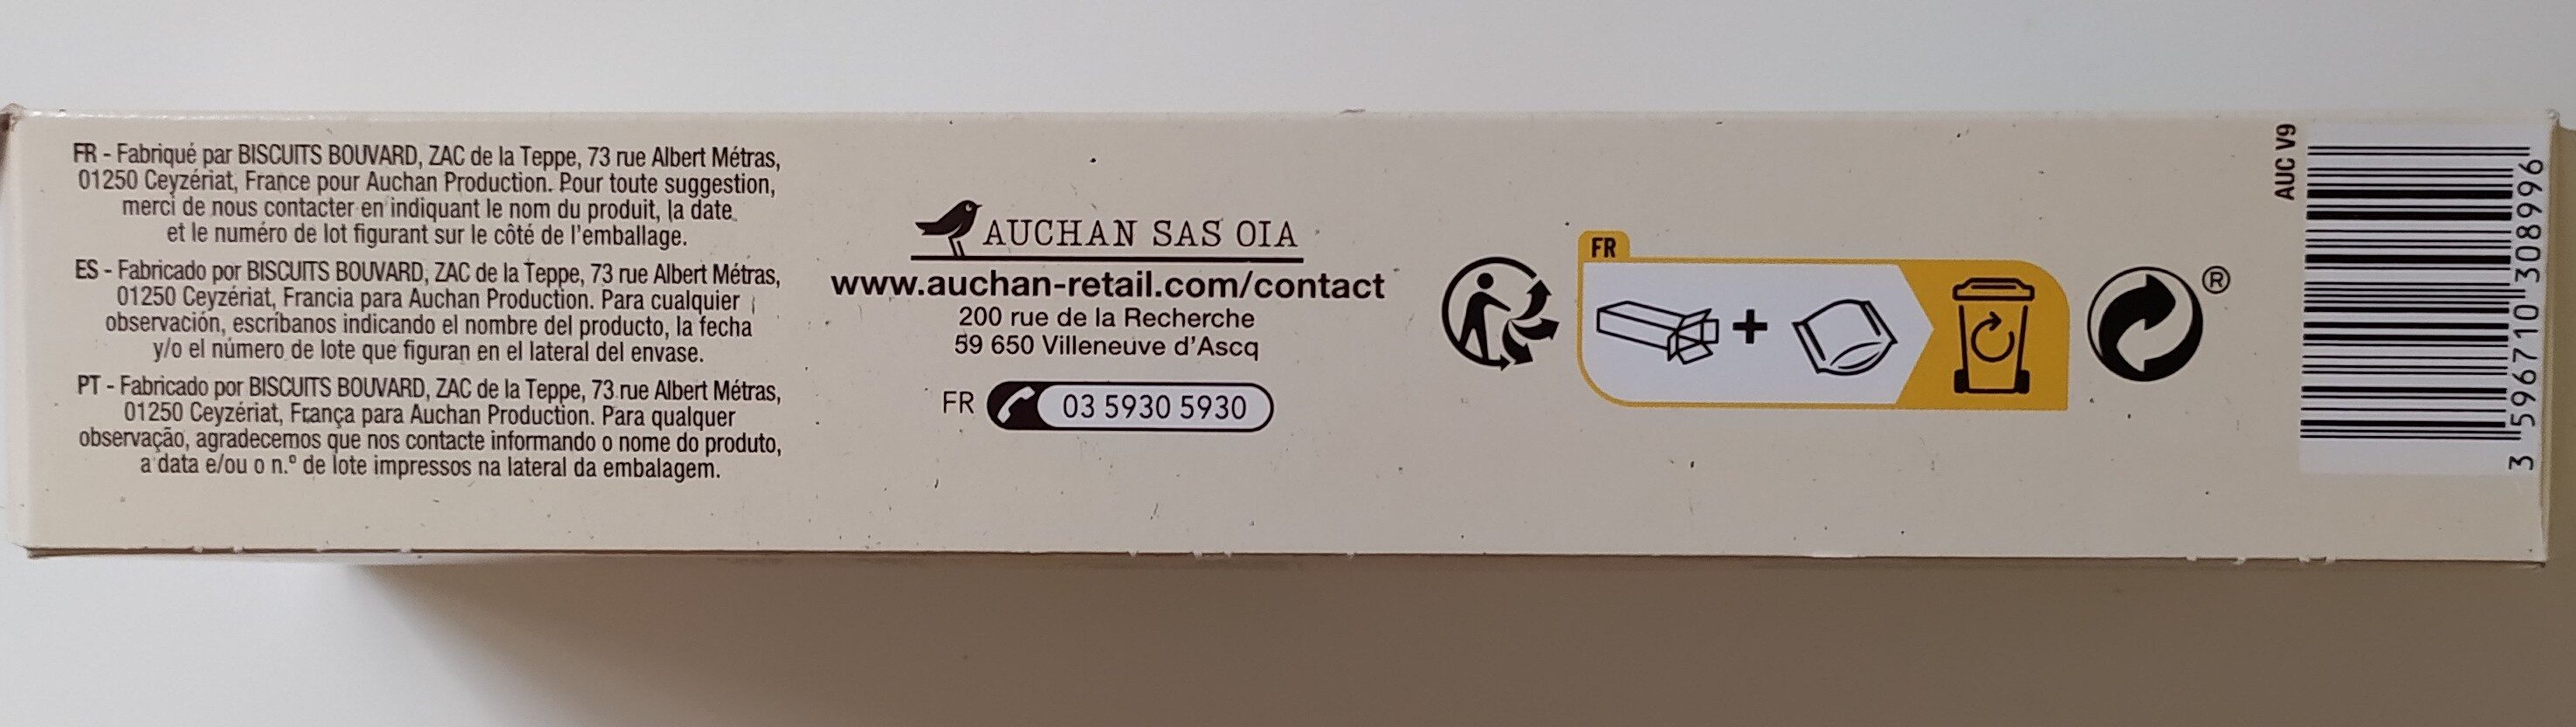 FR - Fabriqué par BISCUITS BOUVARD, ZAC de la Teppe, 73 rue Albert Métras,
01250 Ceyzériat, France pour Auchan Production. Pour toute suggestion,
merci de nous contacter en indiquant le nom du produit, la date
et le numéro de lot figurant sur le côté de l'emballage.
ES - Fabricado por BISCUITS BOUVARD, ZAC de la Teppe, 73 rue Albert Métras,
01250 Ceyzériat, Francia para Auchan Production. Para cualquier
observación, escríbanos indicando el nombre del producto, la fecha
y/o el número de lote que figuran en el lateral del envase.
PT - Fabricado por BISCUITS BOUVARD, ZAC de la Teppe, 73 rue Albert Métras,
01250 Ceyzériat, França para Auchan Production. Para qualquer
observação, agradecemos que nos contacte informando o nome do produto,
a data e/ou o n.º de lote impressos na lateral da embalagem.
AUCHAN SAS OIA
www.auchan-retail.com/contact
200 rue de la Recherche
59 650 Villeneuve d'Ascq
FR 03 5930 5930
FR
+
®
AUC V9
3 596710 308996